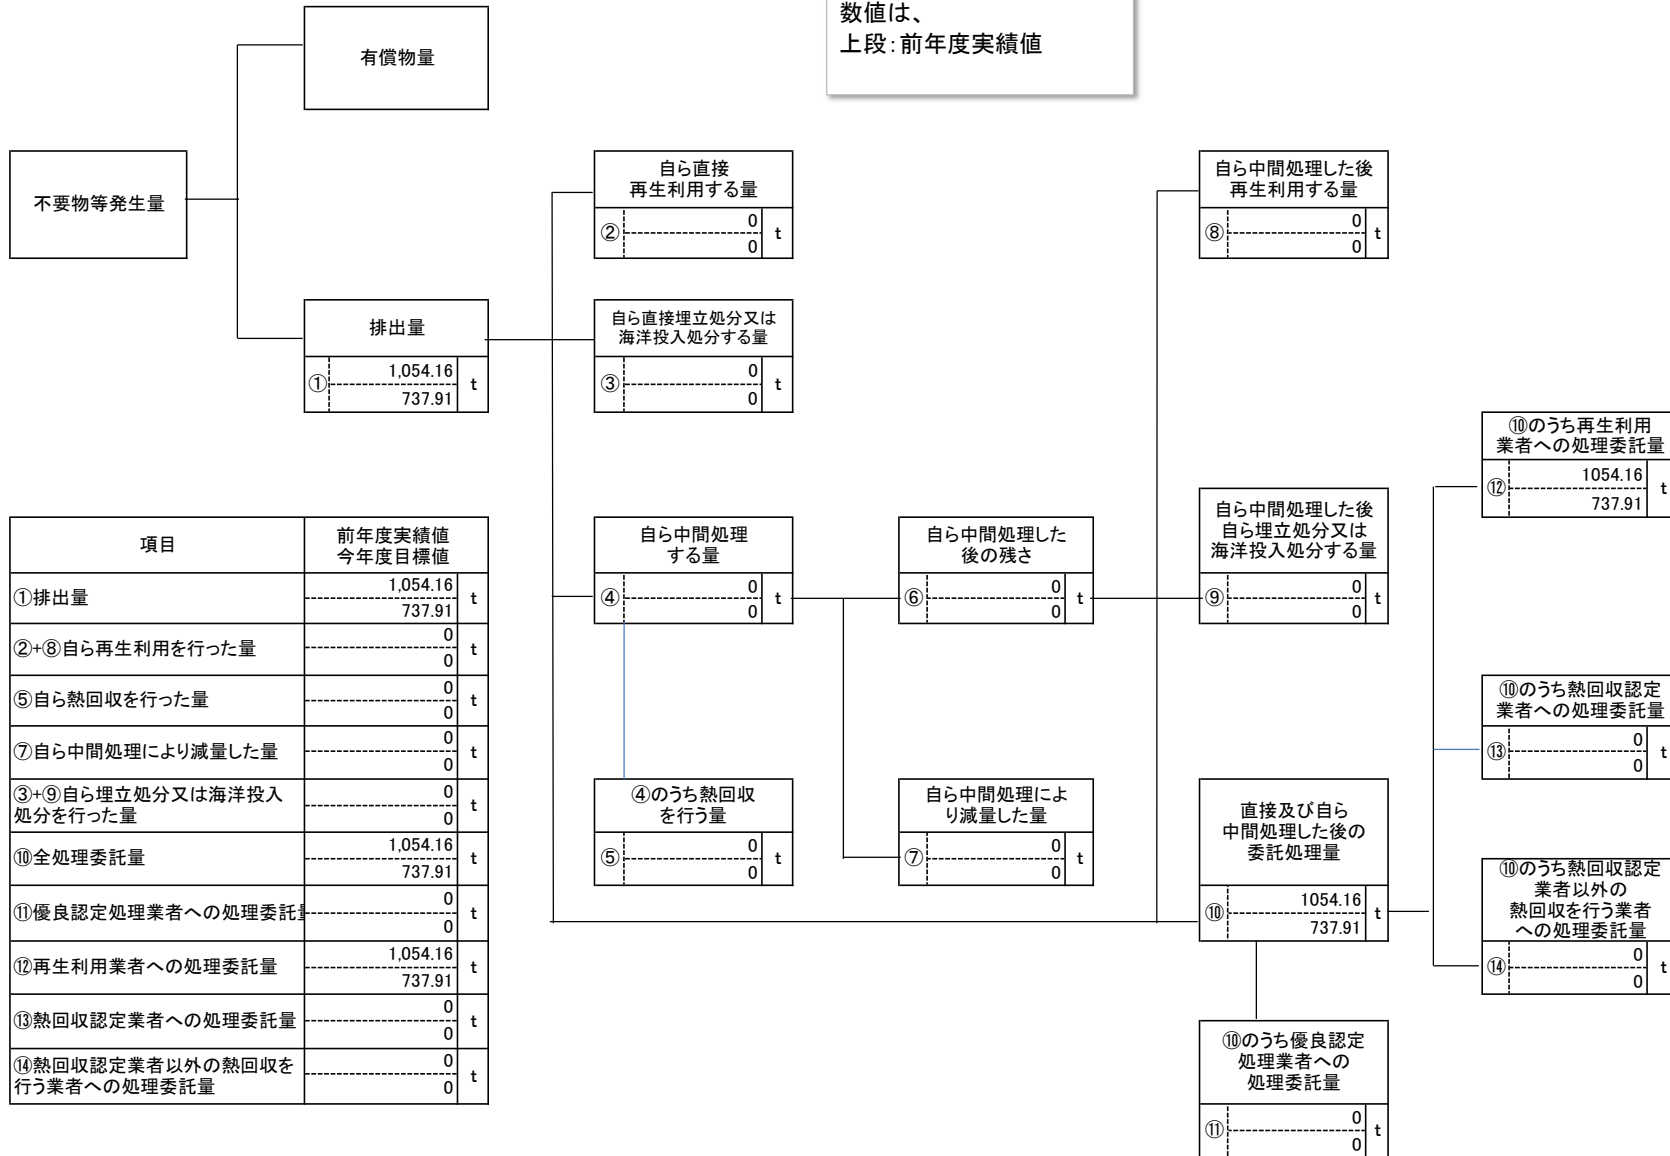 数値は、
上段：前年度実績値
有償物量
不要物等発生量
排出量
① 1,054.16 t
737.91
自ら直接
再生利用する量
② 0 t
0
自ら直接埋立処分又は
海洋投入処分する量
③ 0 t
0
自ら中間処理した後
再生利用する量
⑧ 0 t
0
⑩のうち再生利用
業者への処理委託量
⑫ 1054.16 t
737.91
自ら中間処理
する量
④ 0 t
0
自ら中間処理した
後の残さ
⑥ 0 t
0
自ら中間処理した後
自ら埋立処分又は
海洋投入処分する量
⑨ 0 t
0
⑩のうち熱回収認定
業者への処理委託量
⑬ 0 t
0
④のうち熱回収
を行う量
⑤ 0 t
0
自ら中間処理によ
り減量した量
⑦ 0 t
0
直接及び自ら
中間処理した後の
委託処理量
⑩ 1054.16 t
737.91
⑩のうち熱回収認定
業者以外の
熱回収を行う業者
への処理委託量
⑭ 0 t
0
⑩のうち優良認定
処理業者への
処理委託量
⑪ 0 t
0
項目 前年度実績値
今年度目標値
①排出量 1,054.16 t
737.91
②+⑧自ら再生利用を行った量 0 t
0
⑤自ら熱回収を行った量 0 t
0
⑦自ら中間処理により減量した量 0 t
0
③+⑨自ら埋立処分又は海洋投入
処分を行った量 0 t
0
⑩全処理委託量 1,054.16 t
737.91
⑪優良認定処理業者への処理委託 0 t
0
⑫再生利用業者への処理委託量 1,054.16 t
737.91
⑬熱回収認定業者への処理委託量 0 t
0
⑭熱回収認定業者以外の熱回収を
行う業者への処理委託量 0 t
0